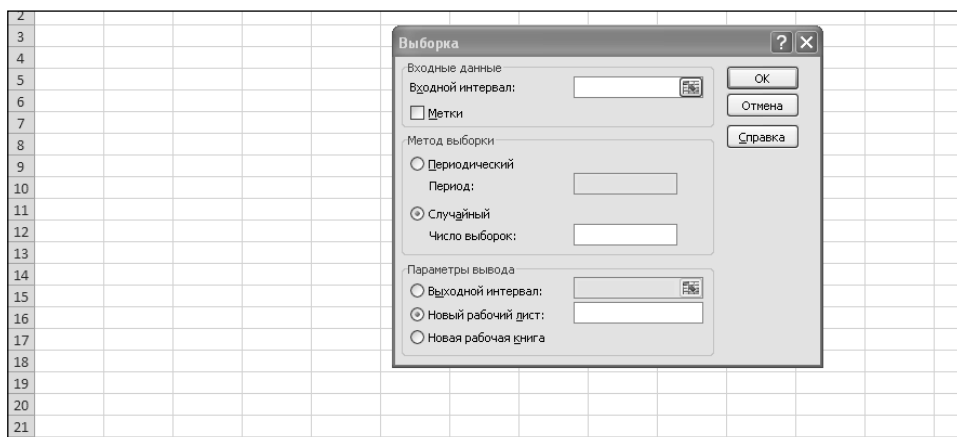 2
3
4
5
6
7
8
9
10
11
12
13
14
15
16
17
18
19
20
21
Выборка
Входные данные
Входной интервал:
Метки
Метод выборки
Периодический
Период:
Случайный
Число выборок:
Параметры вывода
Выходной интервал:
Новый рабочий лист:
Новая рабочая книга
ОК
Отмена
Справка